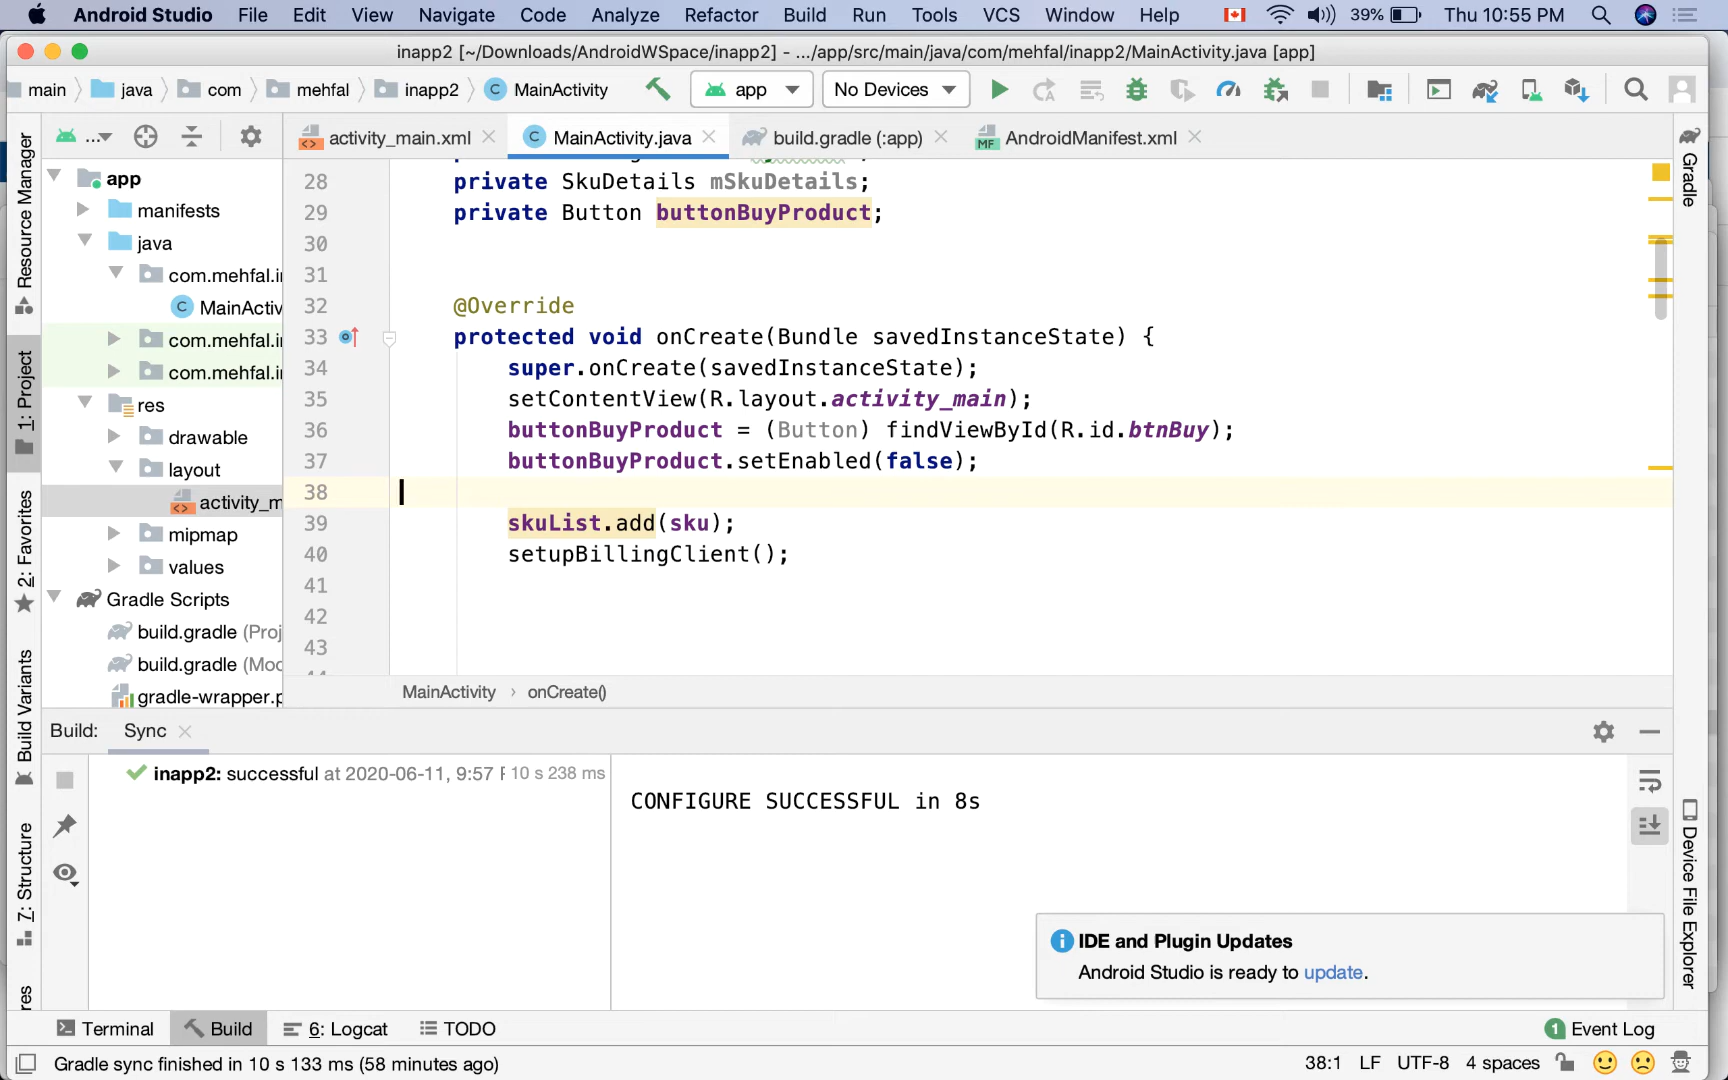 Android Studio File Edit View Navigate Code Analyze Refactor Build Run Tools VCS Window Help 39% Thu 10:55 PM
inapp2 [~/Downloads/AndroidWSpace/inapp2] - .../app/src/main/java/com/mehfal/inapp2/MainActivity.java [app]
main java com mehfal inapp2 C MainActivity app No Devices
... activity_main.xml C MainActivity.java build.gradle (:app) MF AndroidManifest.xml
Resource Manager
1: Project
2: Favorites
Build Variants
7: Structure
res
app
manifests
java
com.mehfal.i
C MainActiv
com.mehfal.i
com.mehfal.i
res
drawable
layout
activity_m
mipmap
values
Gradle Scripts
build.gradle (Proj
build.gradle (Moc
gradle-wrapper.p
28 private SkuDetails mSkuDetails;
29 private Button buttonBuyProduct;
30
31
32 @Override
33 protected void onCreate(Bundle savedInstanceState) {
34 super.onCreate(savedInstanceState);
35 setContentView(R.layout.activity_main);
36 buttonBuyProduct = (Button) findViewById(R.id.btnBuy);
37 buttonBuyProduct.setEnabled(false);
38
39 skuList.add(sku);
40 setupBillingClient();
41
42
43
MainActivity › onCreate()
Gradle
Device File Explorer
Build: Sync
inapp2: successful at 2020-06-11, 9:57 10 s 238 ms
CONFIGURE SUCCESSFUL in 8s
IDE and Plugin Updates
Android Studio is ready to update.
Terminal Build 6: Logcat TODO 1 Event Log
Gradle sync finished in 10 s 133 ms (58 minutes ago) 38:1 LF UTF-8 4 spaces